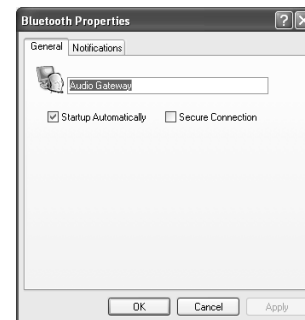 Bluetooth Properties
General Notifications
Audio Gateway
Startup Automatically Secure Connection
OK Cancel Apply